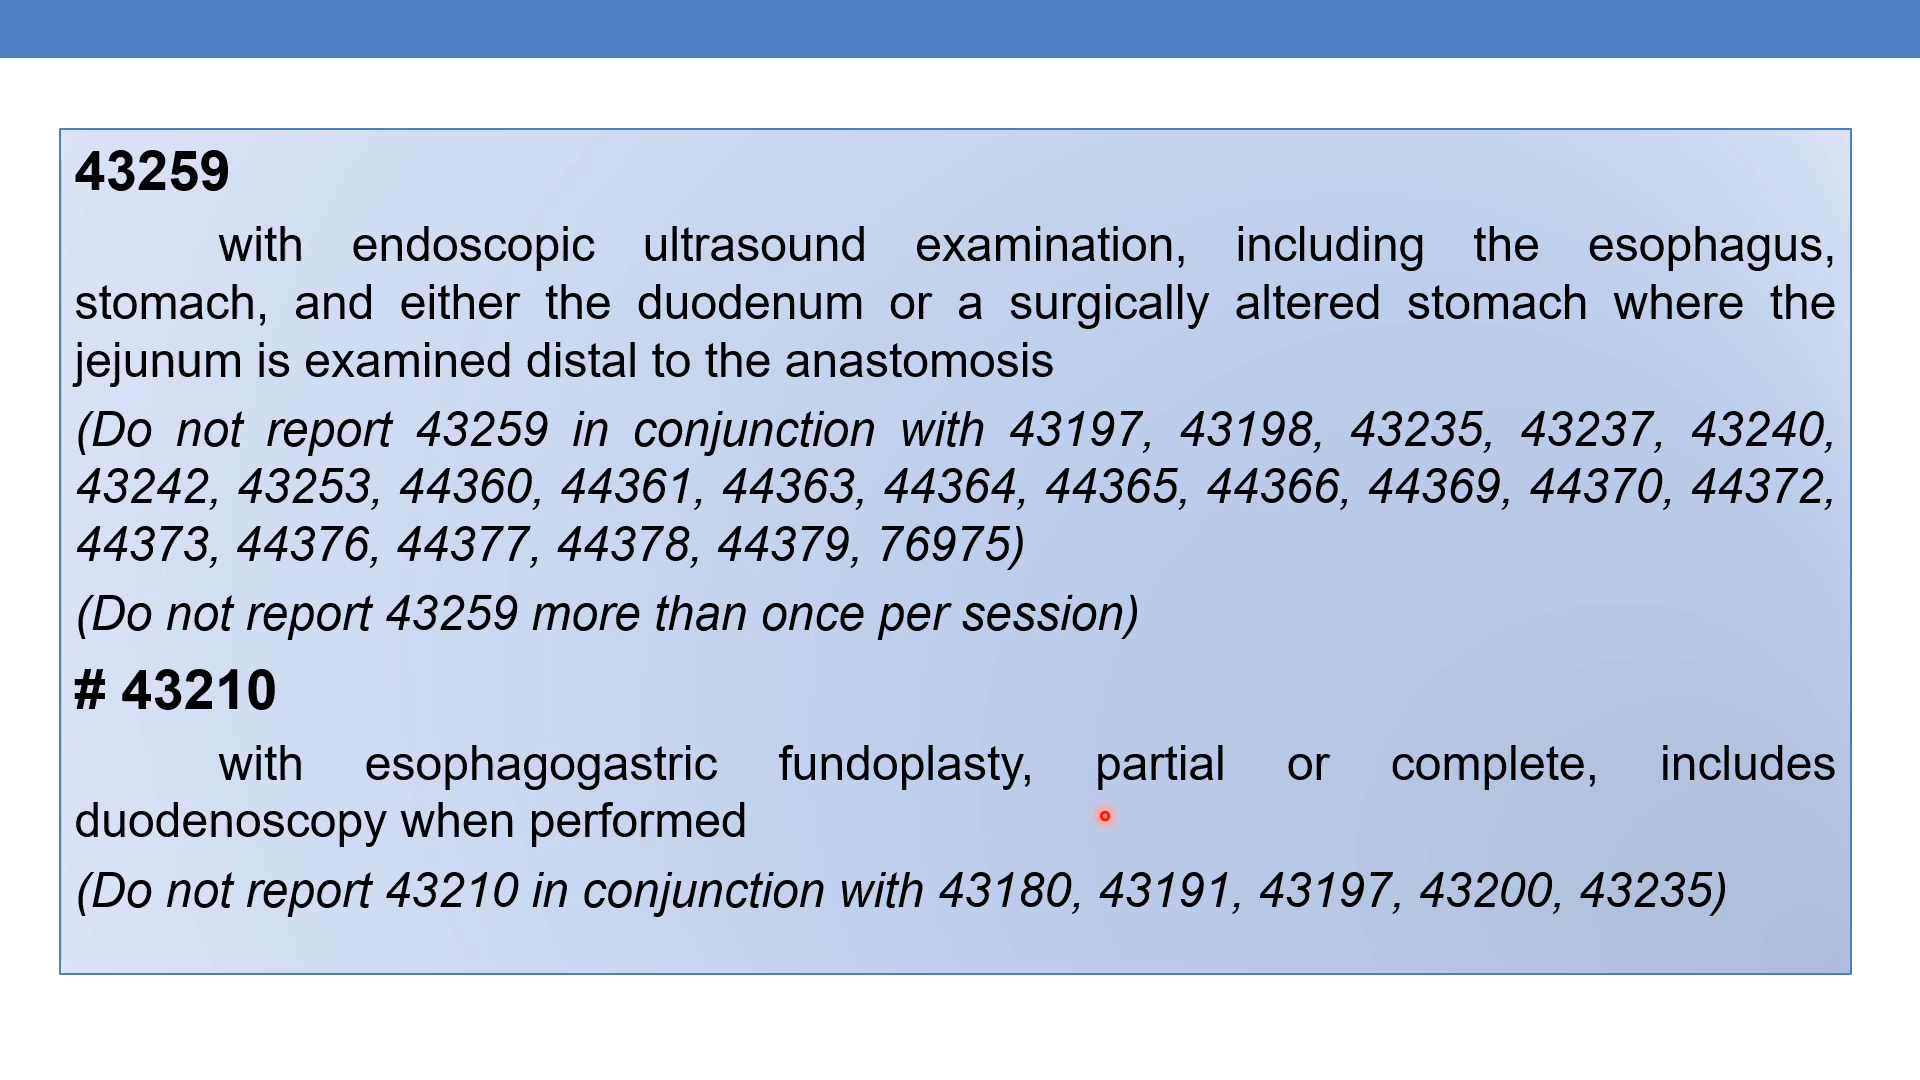 43259
with endoscopic ultrasound examination, including the esophagus,
stomach, and either the duodenum or a surgically altered stomach where the
jejunum is examined distal to the anastomosis
(Do not report 43259 in conjunction with 43197, 43198, 43235, 43237, 43240,
43242, 43253, 44360, 44361, 44363, 44364, 44365, 44366, 44369, 44370, 44372,
44373, 44376, 44377, 44378, 44379, 76975)
(Do not report 43259 more than once per session)
# 43210
with esophagogastric fundoplasty, partial or complete, includes
duodenoscopy when performed
(Do not report 43210 in conjunction with 43180, 43191, 43197, 43200, 43235)